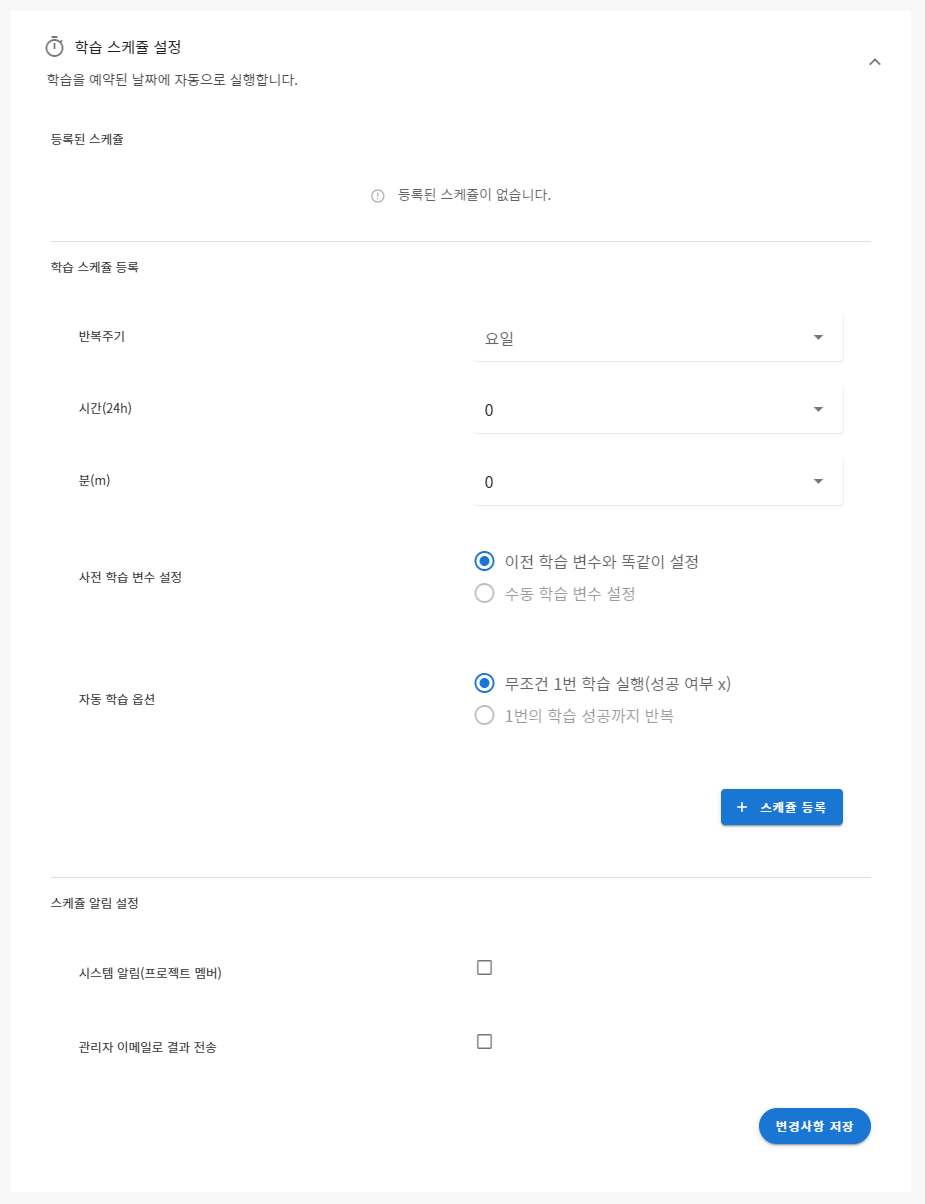 학습 스케쥴 설정
학습을 예약된 날짜에 자동으로 실행합니다.
등록된 스케쥴
등록된 스케쥴이 없습니다.
학습 스케쥴 등록
반복주기
요일
시간(24h)
0
분(m)
0
사전 학습 변수 설정
이전 학습 변수와 똑같이 설정
수동 학습 변수 설정
자동 학습 옵션
무조건 1번 학습 실행(성공 여부 x)
1번의 학습 성공까지 반복
+ 스케쥴 등록
스케쥴 알림 설정
시스템 알림(프로젝트 멤버)
관리자 이메일로 결과 전송
변경사항 저장